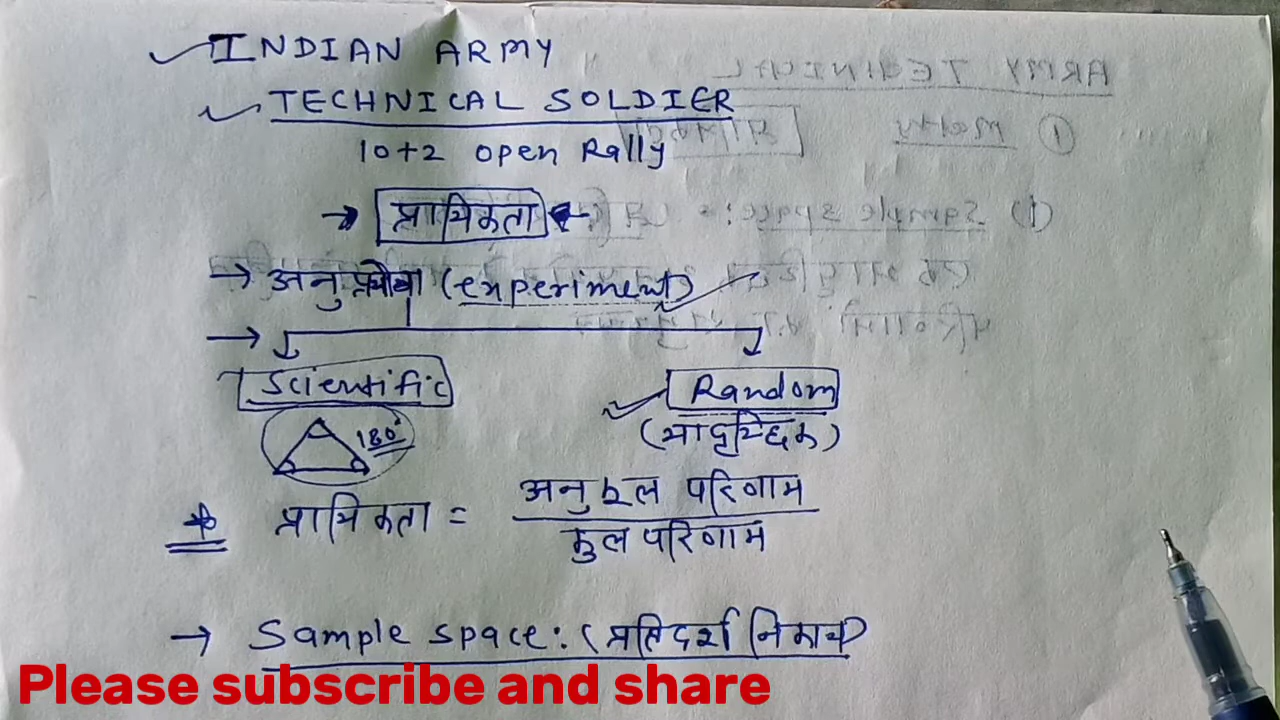 INDIAN ARMY
TECHNICAL SOLDIER
10+2 open Rally
→ प्रायिकता ←
→ अनुप्रयोग (experiment)
→
Scientific
Random
180°
(यादृच्छिक)
प्रायिकता = अनुकूल परिणाम
कुल परिणाम
→ Sample space: (प्रतिदर्श निकाय)
Please subscribe and share